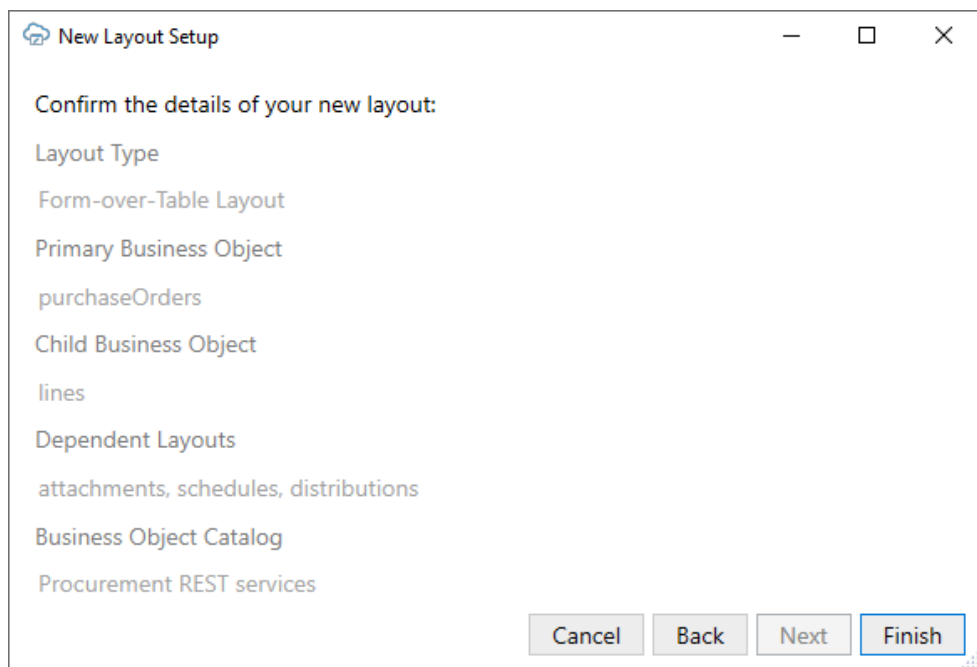 New Layout Setup
Confirm the details of your new layout:
Layout Type
Form-over-Table Layout
Primary Business Object
purchaseOrders
Child Business Object
lines
Dependent Layouts
attachments, schedules, distributions
Business Object Catalog
Procurement REST services
Cancel Back Next Finish